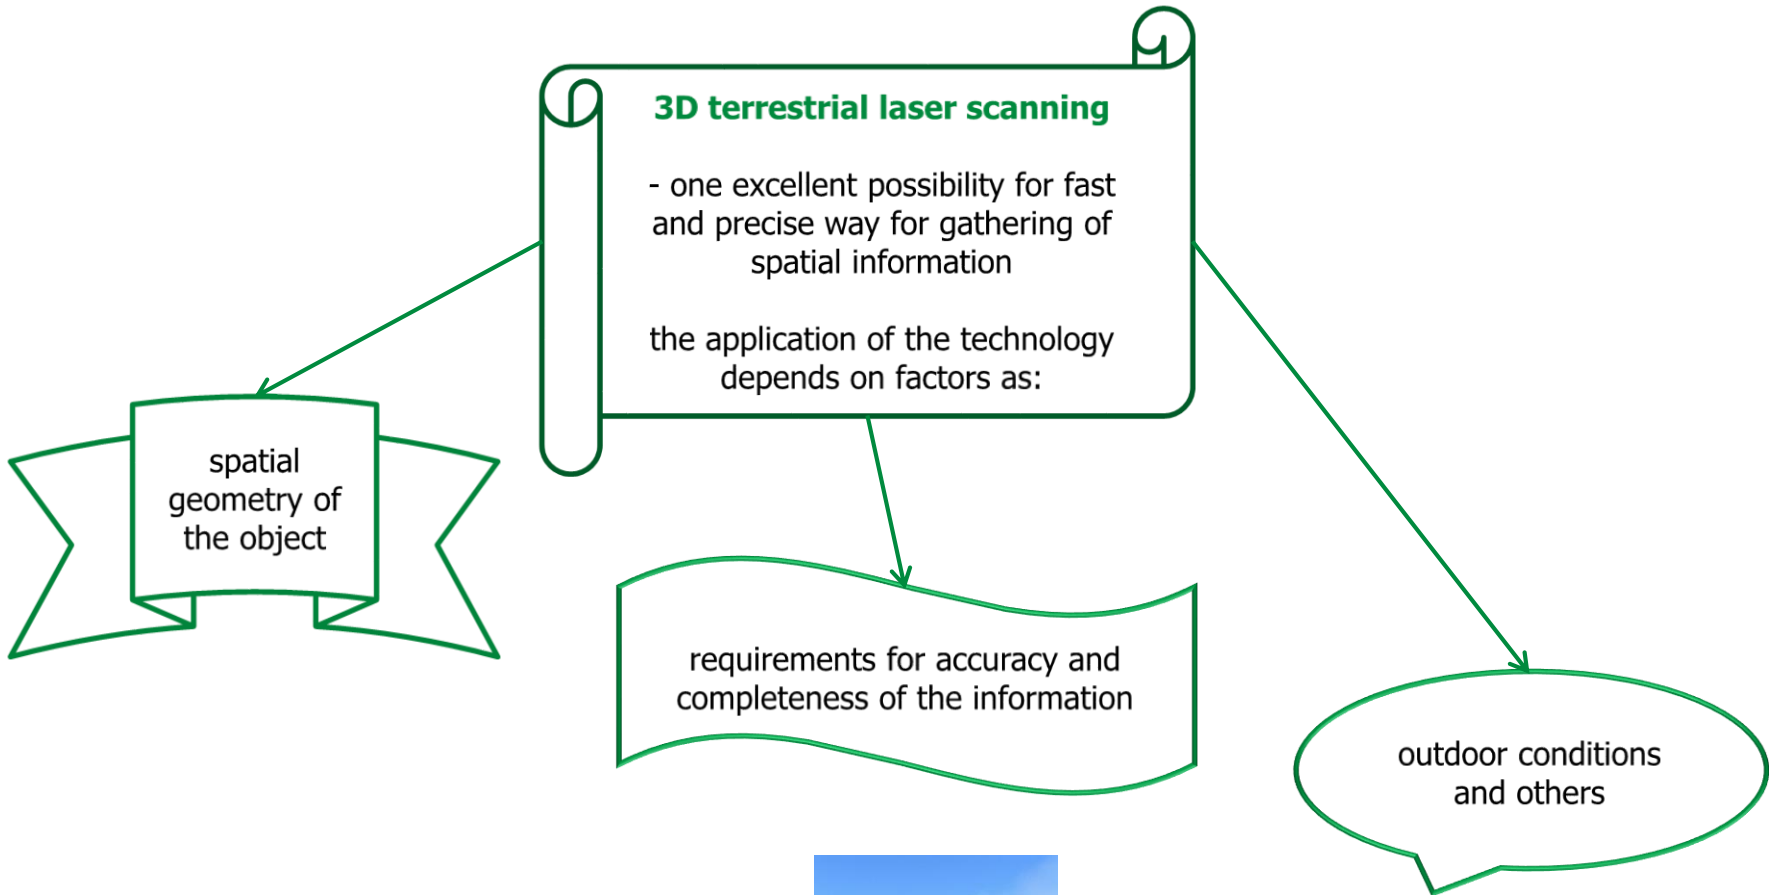 3D terrestrial laser scanning
- one excellent possibility for fast
and precise way for gathering of
spatial information
the application of the technology
depends on factors as:
spatial
geometry of
the object
requirements for accuracy and
completeness of the information
outdoor conditions
and others